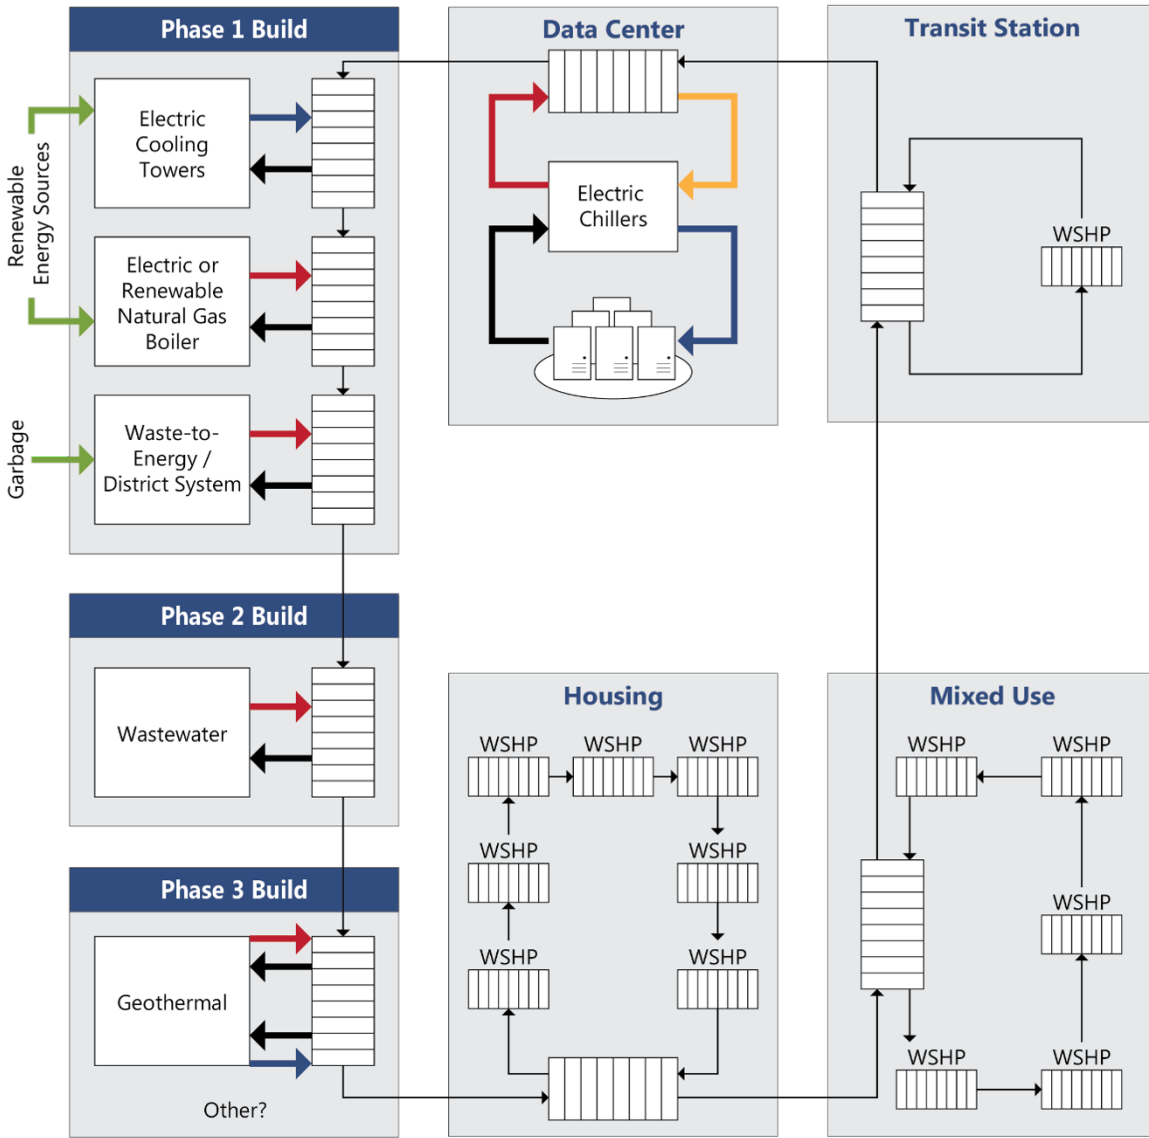 Phase 1 Build
Electric
Cooling
Towers
Renewable
Energy Sources
Electric or
Renewable
Natural Gas
Boiler
Garbage
Waste-to-
Energy /
District System
Data Center
Electric
Chillers
Transit Station
WSHP
Phase 2 Build
Wastewater
Phase 3 Build
Geothermal
Other?
Housing
WSHP WSHP WSHP
WSHP WSHP
WSHP WSHP
Mixed Use
WSHP WSHP
WSHP
WSHP WSHP